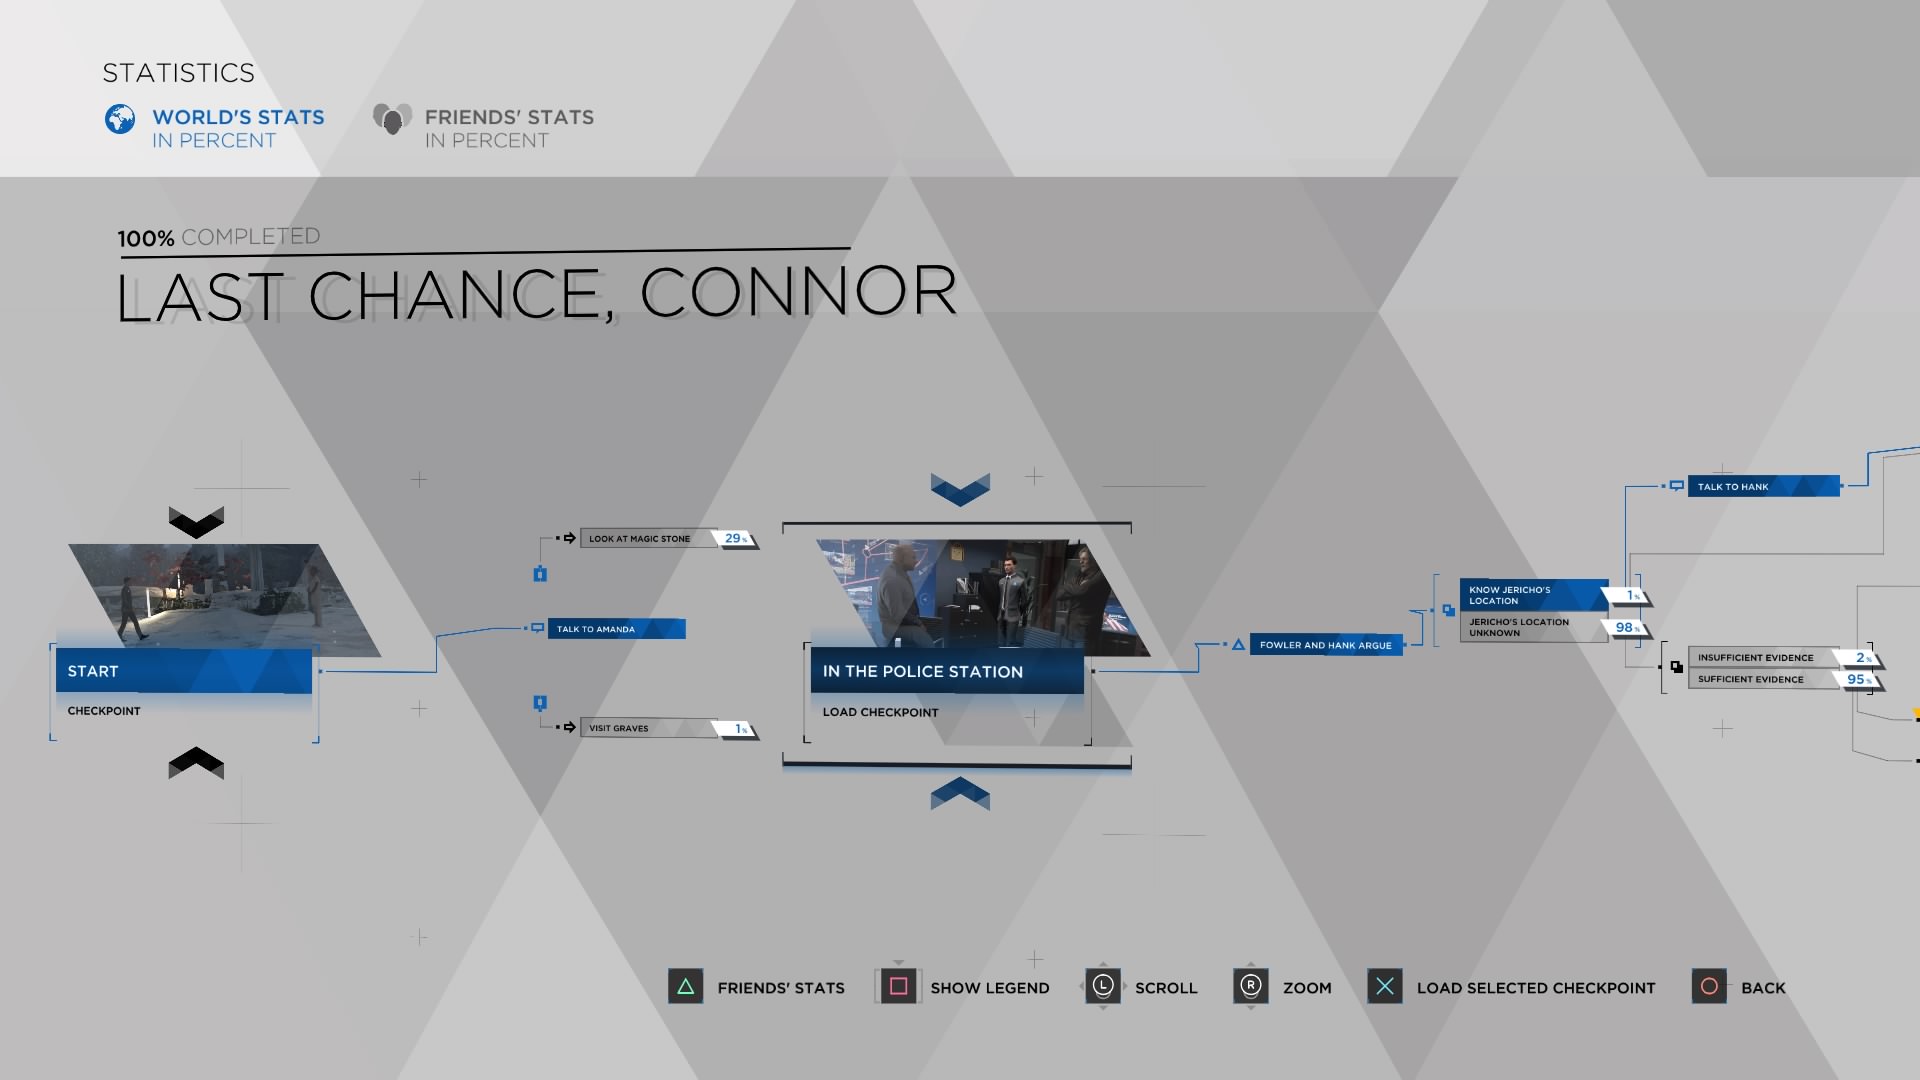 STATISTICS
WORLD'S STATS
IN PERCENT
FRIENDS' STATS
IN PERCENT
100% COMPLETED
LAST CHANCE, CONNOR
START
CHECKPOINT
LOOK AT MAGIC STONE 29%
TALK TO AMANDA
VISIT GRAVES 1%
IN THE POLICE STATION
LOAD CHECKPOINT
FOWLER AND HANK ARGUE
KNOW JERICHO'S
LOCATION 1%
JERICHO'S LOCATION
UNKNOWN 98%
TALK TO HANK
INSUFFICIENT EVIDENCE 2%
SUFFICIENT EVIDENCE 95%
FRIENDS' STATS
SHOW LEGEND
L SCROLL
R ZOOM
LOAD SELECTED CHECKPOINT
BACK